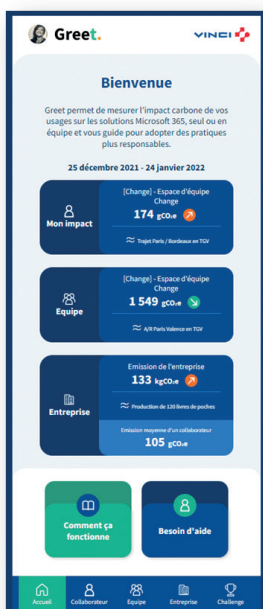 Greet.
VINCI
Bienvenue
Greet permet de mesurer l'impact carbone de vos
usages sur les solutions Microsoft 365, seul ou en
équipe et vous guide pour adopter des pratiques
plus responsables.
25 décembre 2021 - 24 janvier 2022
[Change] - Espace d'équipe
Change
174 gCO₂e
Mon impact
≈ Trajet Paris / Bordeaux en TGV
[Change] - Espace d'équipe
Change
1 549 gCO₂e
Equipe
≈ A/R Paris Valence en TGV
Emission de l'entreprise
133 kgCO₂e
Entreprise
≈ Production de 120 livres de poches
Emission moyenne d'un collaborateur
105 gCO₂e
Comment ça
fonctionne
Besoin d'aide
Accueil Collaborateur Equipe Entreprise Challenge